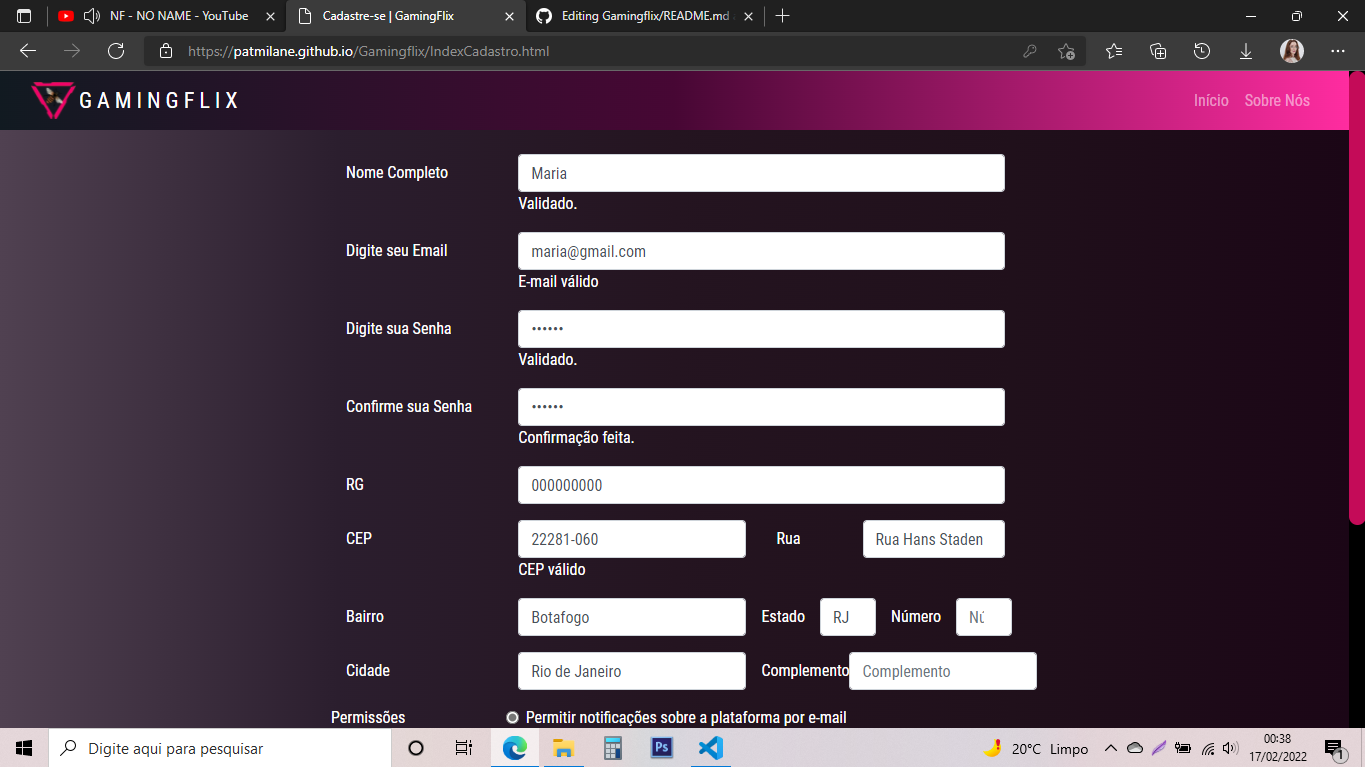 NF - NO NAME - YouTube
Cadastre-se | GamingFlix
Editing Gamingflix/README.md
https://patmilane.github.io/Gamingflix/IndexCadastro.html
GAMINGFLIX
Início Sobre Nós
Nome Completo Maria
Validado.
Digite seu Email maria@gmail.com
E-mail válido
Digite sua Senha ••••••
Validado.
Confirme sua Senha ••••••
Confirmação feita.
RG 000000000
CEP 22281-060 Rua Rua Hans Staden
CEP válido
Bairro Botafogo Estado RJ Número Nú
Cidade Rio de Janeiro Complemento Complemento
Permissões Permitir notificações sobre a plataforma por e-mail
Digite aqui para pesquisar
Ps
20°C Limpo
00:38
17/02/2022
1